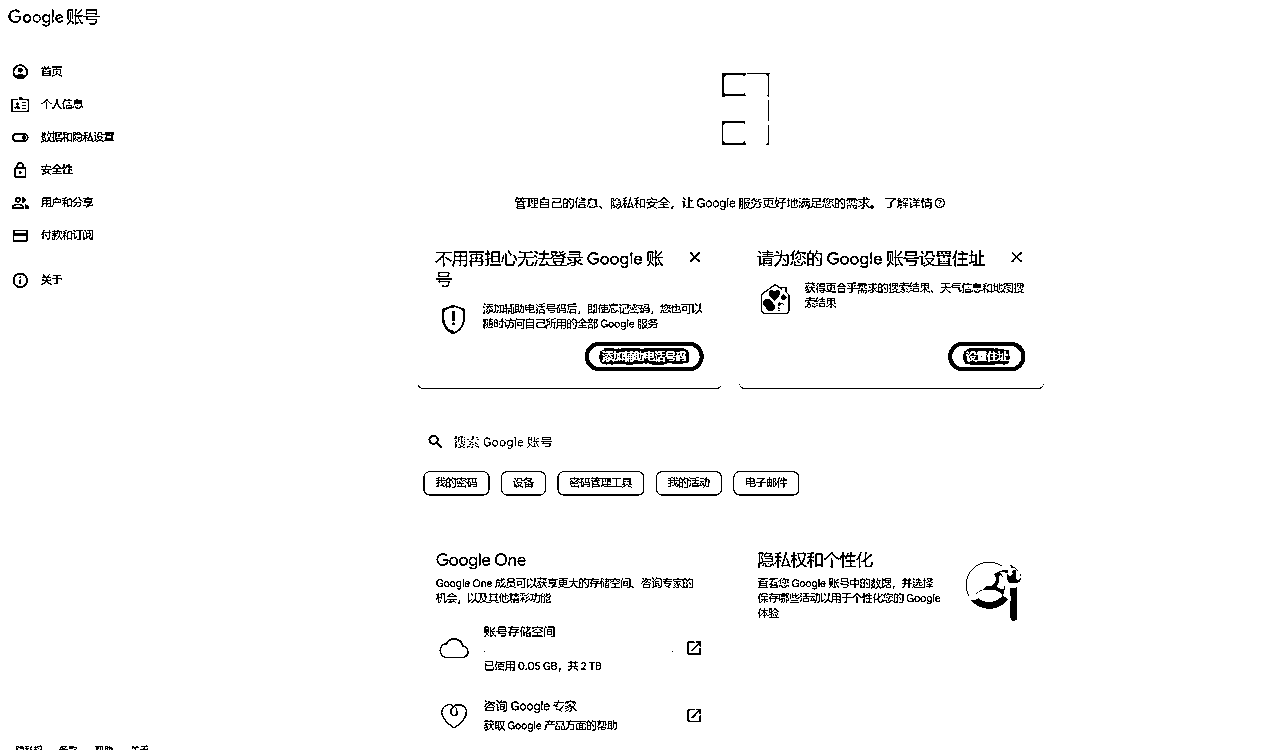 Google 账号
首页
个人信息
数据和隐私设置
安全性
用户和分享
付款和订阅
关于
管理自己的信息、隐私和安全，让 Google 服务更好地满足您的需求。 了解详情
不用再担心无法登录 Google 账
号
添加辅助电话号码后，即使忘记密码，您也可以
随时访问自己所用的全部 Google 服务
添加辅助电话号码
请为您的 Google 账号设置住址
获得更合乎需求的搜索结果、天气信息和地图搜
索结果
设置住址
搜索 Google 账号
我的密码
设备
密码管理工具
我的活动
电子邮件
Google One
Google One 成员可以获享更大的存储空间、咨询专家的
机会，以及其他精彩功能
账号存储空间
已使用 0.05 GB，共 2 TB
咨询 Google 专家
获取 Google 产品方面的帮助
隐私权和个性化
查看您 Google 账号中的数据，并选择
保存哪些活动以用于个性化您的 Google
体验
隐私权 条款 帮助 关于